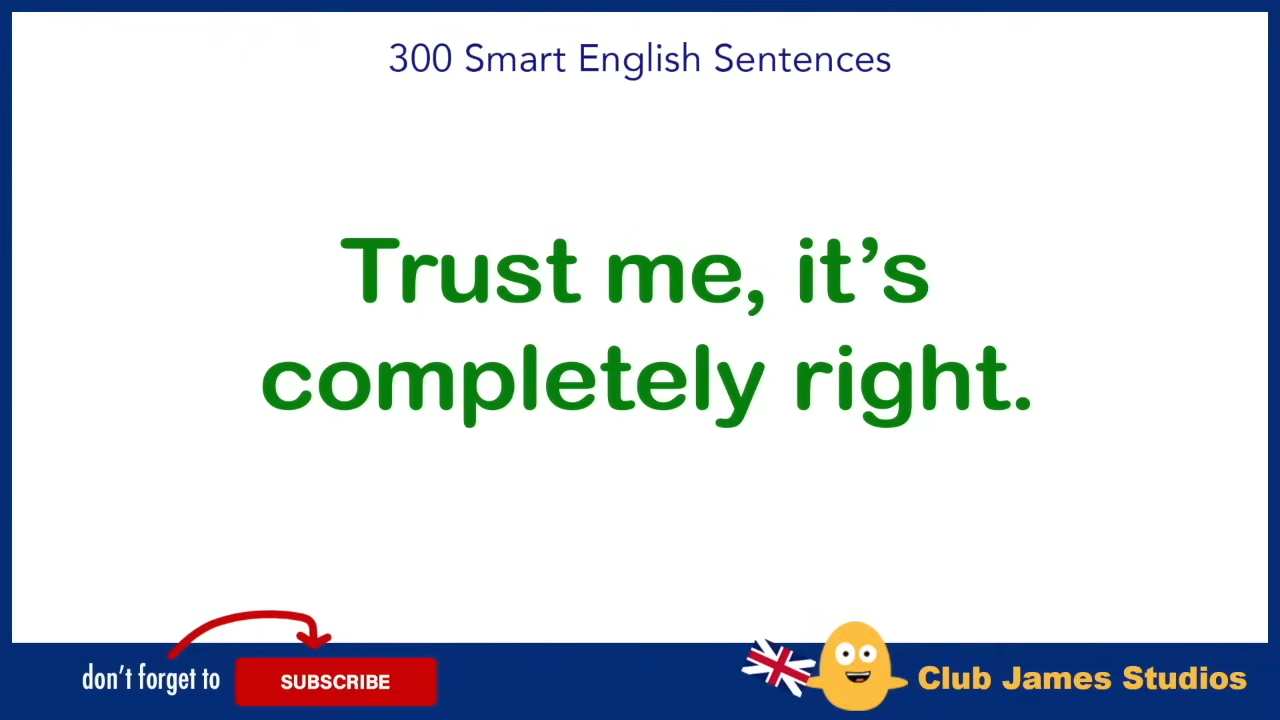 300 Smart English Sentences
Trust me, it’s
completely right.
don’t forget to
SUBSCRIBE
Club James Studios